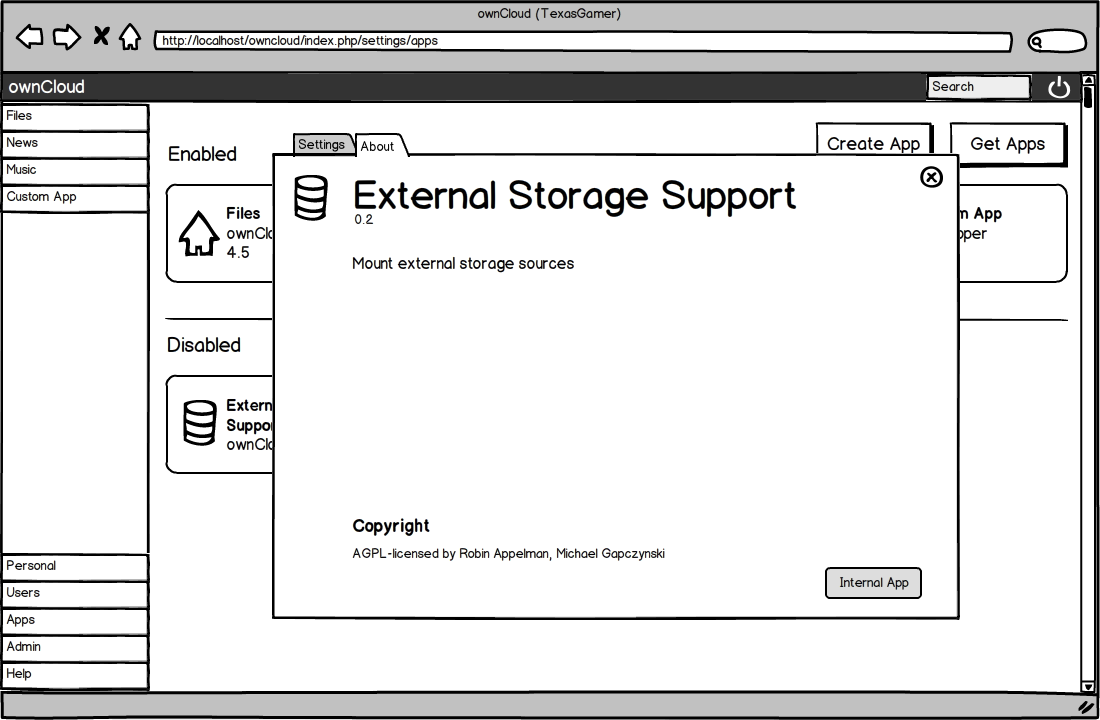 ownCloud (TexasGamer)
http://localhost/owncloud/index.php/settings/apps
ownCloud
Search
Files
News
Music
Custom App
Personal
Users
Apps
Admin
Help
Enabled
Create App
Get Apps
Files
ownClo
4.5
m App
oper
Disabled
Extern
Suppo
ownClo
Settings
About
External Storage Support
0.2
Mount external storage sources
Copyright
AGPL-licensed by Robin Appelman, Michael Gapczynski
Internal App